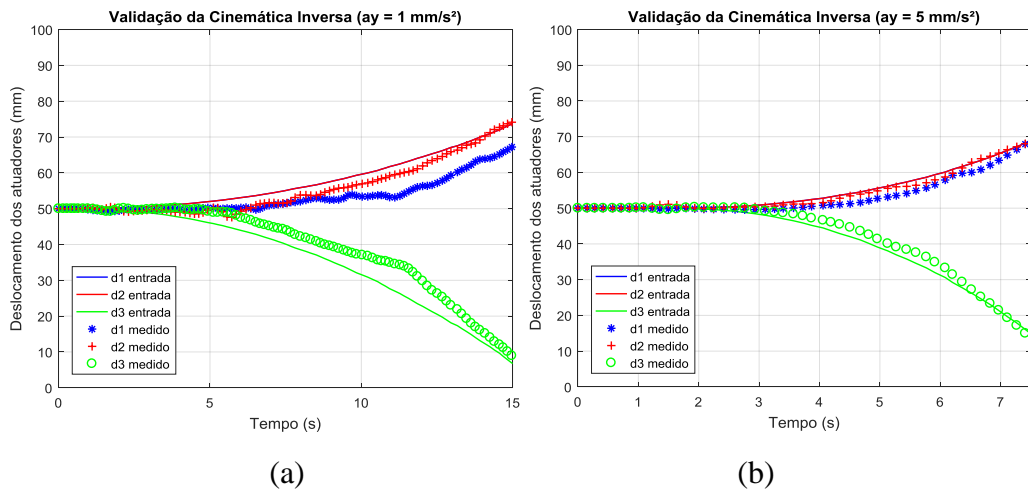 Validação da Cinemática Inversa (ay = 1 mm/s²)
100
90
80
70
60
50
40
30
20
10
0
Deslocamento dos atuadores (mm)
d1 entrada
d2 entrada
d3 entrada
d1 medido
d2 medido
d3 medido
0 5 10 15
Tempo (s)
(a)
Validação da Cinemática Inversa (ay = 5 mm/s²)
100
90
80
70
60
50
40
30
20
10
0
Deslocamento dos atuadores (mm)
d1 entrada
d2 entrada
d3 entrada
d1 medido
d2 medido
d3 medido
0 1 2 3 4 5 6 7
Tempo (s)
(b)